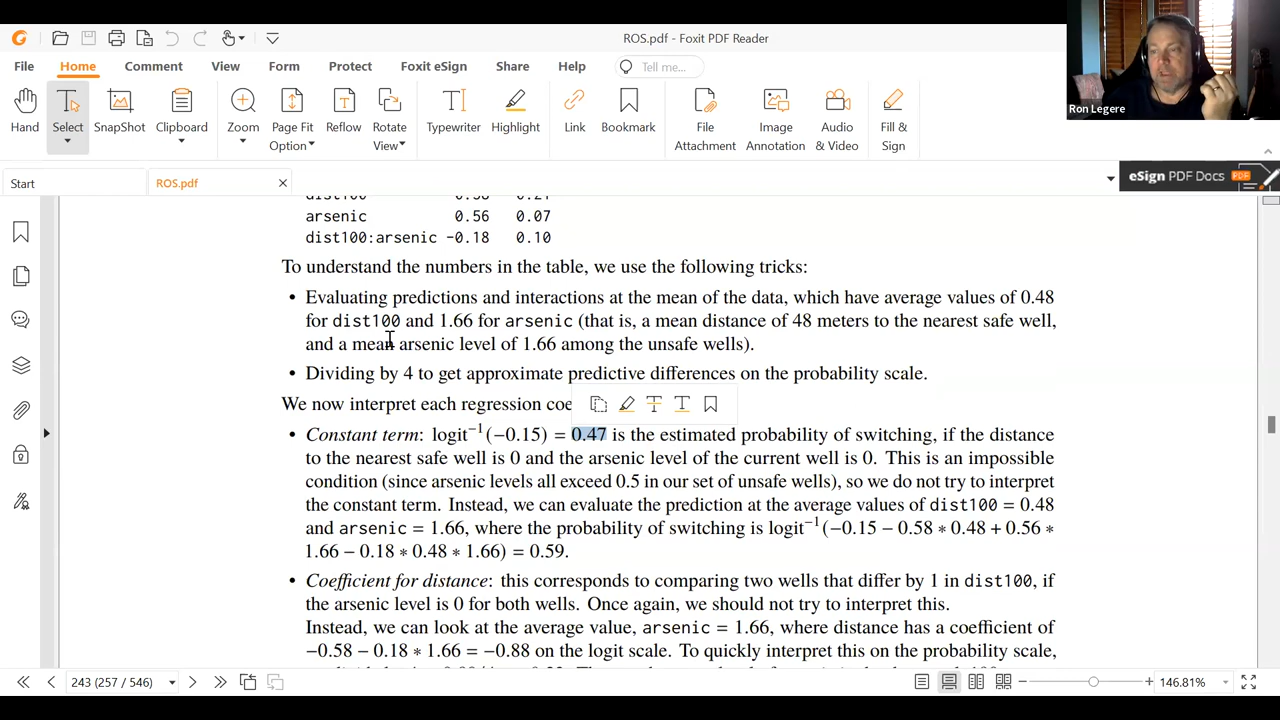 ROS.pdf - Foxit PDF Reader
File Home Comment View Form Protect Foxit eSign Share Help Tell me...
Hand Select SnapShot Clipboard Zoom Page Fit Option Reflow Rotate View Typewriter Highlight Link Bookmark File Attachment Image Annotation Audio & Video Fill & Sign
Ron Legere
Start ROS.pdf
eSign PDF Docs PDF
arsenic 0.56 0.07
dist100:arsenic −0.18 0.10
To understand the numbers in the table, we use the following tricks:
• Evaluating predictions and interactions at the mean of the data, which have average values of 0.48
for dist100 and 1.66 for arsenic (that is, a mean distance of 48 meters to the nearest safe well,
and a mean arsenic level of 1.66 among the unsafe wells).
• Dividing by 4 to get approximate predictive differences on the probability scale.
We now interpret each regression coe
• Constant term: logit⁻¹(−0.15) = 0.47 is the estimated probability of switching, if the distance
to the nearest safe well is 0 and the arsenic level of the current well is 0. This is an impossible
condition (since arsenic levels all exceed 0.5 in our set of unsafe wells), so we do not try to interpret
the constant term. Instead, we can evaluate the prediction at the average values of dist100 = 0.48
and arsenic = 1.66, where the probability of switching is logit⁻¹(−0.15 − 0.58 ∗ 0.48 + 0.56 ∗
1.66 − 0.18 ∗ 0.48 ∗ 1.66) = 0.59.
• Coefficient for distance: this corresponds to comparing two wells that differ by 1 in dist100, if
the arsenic level is 0 for both wells. Once again, we should not try to interpret this.
Instead, we can look at the average value, arsenic = 1.66, where distance has a coefficient of
−0.58 − 0.18 ∗ 1.66 = −0.88 on the logit scale. To quickly interpret this on the probability scale,
243 (257 / 546) 146.81%